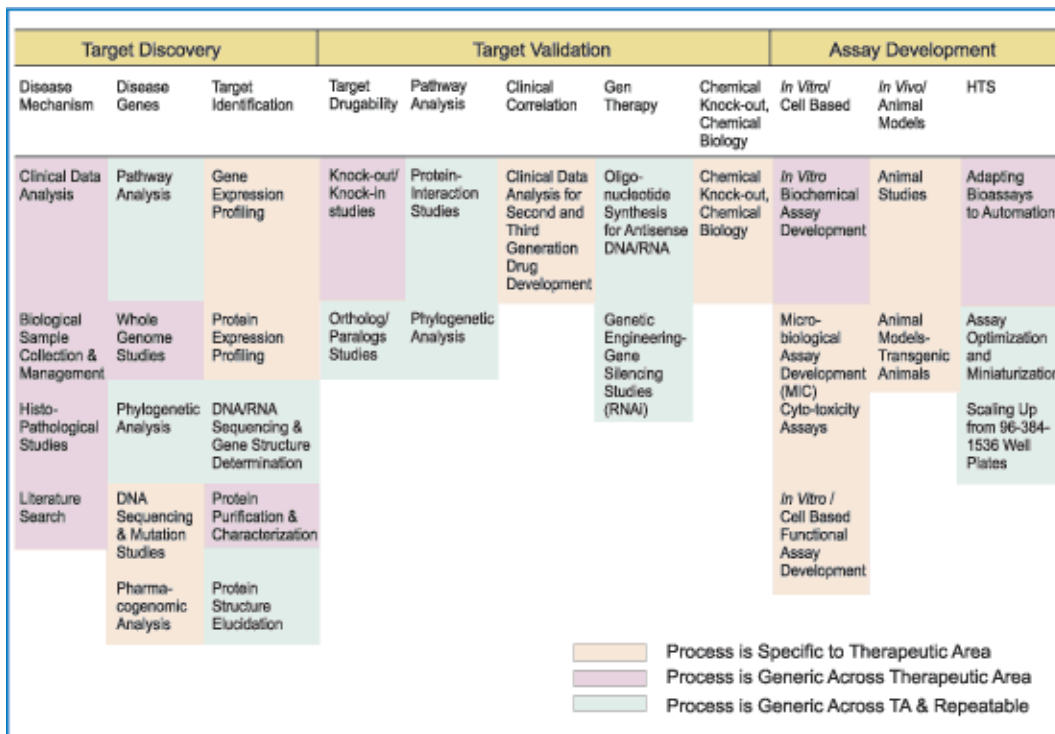 Target Discovery
Target Validation
Assay Development
Disease
Mechanism
Disease
Genes
Target
Identification
Target
Drugability
Pathway
Analysis
Clinical
Correlation
Gen
Therapy
Chemical
Knock-out,
Chemical
Biology
In Vitro/
Cell Based
In Vivo/
Animal
Models
HTS
Clinical Data
Analysis
Pathway
Analysis
Gene
Expression
Profiling
Knock-out/
Knock-in
studies
Protein-
Interaction
Studies
Clinical Data
Analysis for
Second and
Third
Generation
Drug
Development
Oligo-
nucleotide
Synthesis
for Antisense
DNA/RNA
Chemical
Knock-out,
Chemical
Biology
In Vitro
Biochemical
Assay
Development
Animal
Studies
Adapting
Bioassays
to Automation
Biological
Sample
Collection &
Management
Whole
Genome
Studies
Protein
Expression
Profiling
Ortholog/
Paralogs
Studies
Phylogenetic
Analysis
Genetic
Engineering-
Gene
Silencing
Studies
(RNAi)
Micro-
biological
Assay
Development
(MIC)
Cyto-toxicity
Assays
Animal
Models-
Transgenic
Animals
Assay
Optimization
and
Miniaturization
Histo-
Pathological
Studies
Phylogenetic
Analysis
DNA/RNA
Sequencing &
Gene Structure
Determination
Scaling Up
from 96-384-
1536 Well
Plates
Literature
Search
DNA
Sequencing
& Mutation
Studies
Protein
Purification &
Characterization
In Vitro /
Cell Based
Functional
Assay
Development
Pharma-
cogenomic
Analysis
Protein
Structure
Elucidation
Process is Specific to Therapeutic Area
Process is Generic Across Therapeutic Area
Process is Generic Across TA & Repeatable